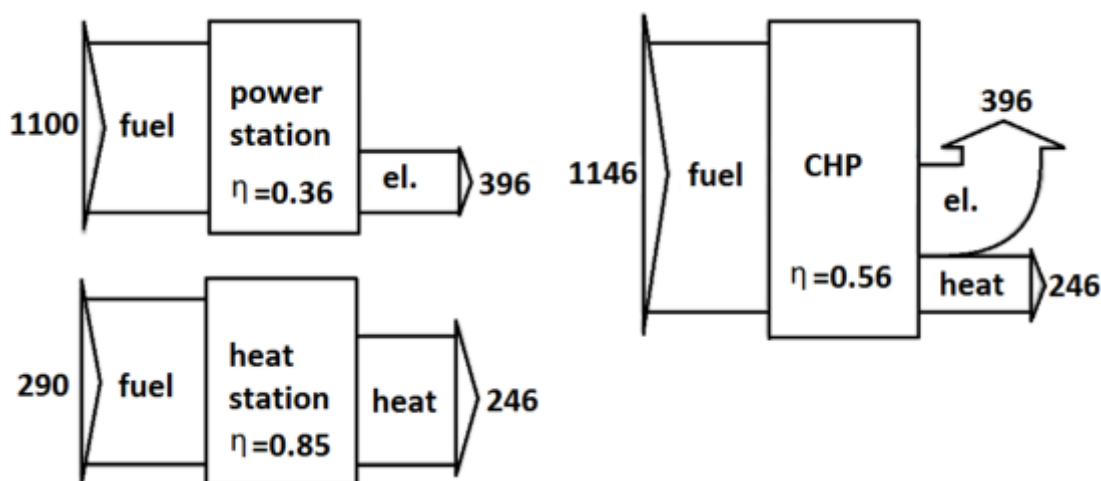 1100
fuel
power
station
η=0.36
el.
396
290
fuel
heat
station
η=0.85
heat
246
1146
fuel
CHP
η=0.56
396
el.
heat
246